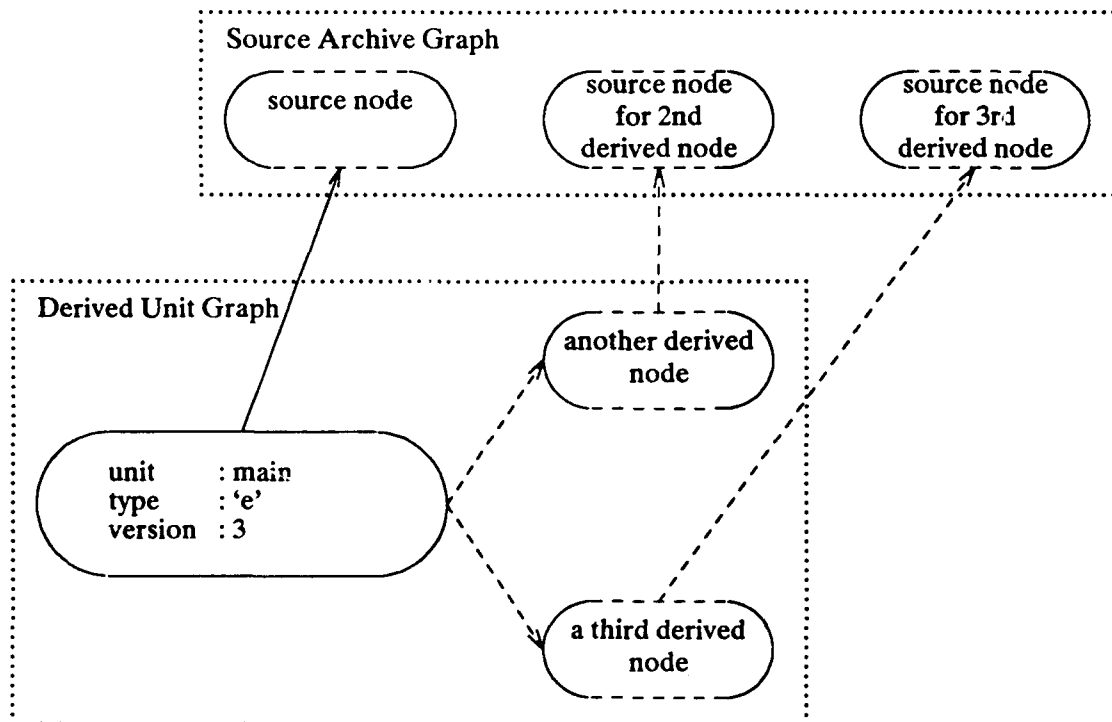 Source Archive Graph
source node
source node
for 2nd
derived node
source node
for 3rd
derived node
Derived Unit Graph
another derived
node
unit : main
type : ‘e’
version : 3
a third derived
node